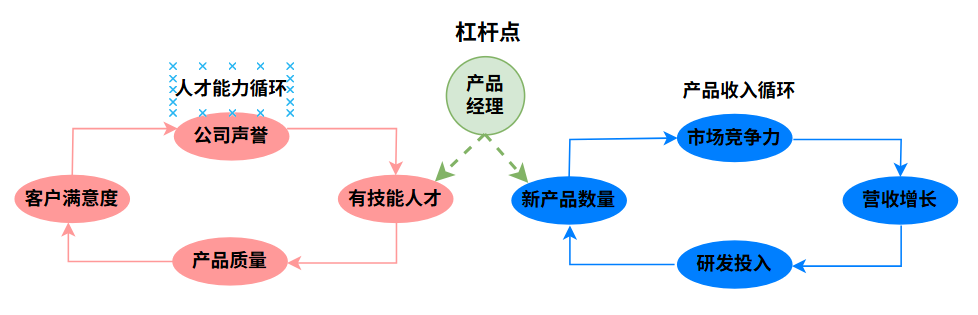 杠杆点
人才能力循环
产品
经理
产品收入循环
公司声誉
市场竞争力
客户满意度
有技能人才
新产品数量
营收增长
产品质量
研发投入